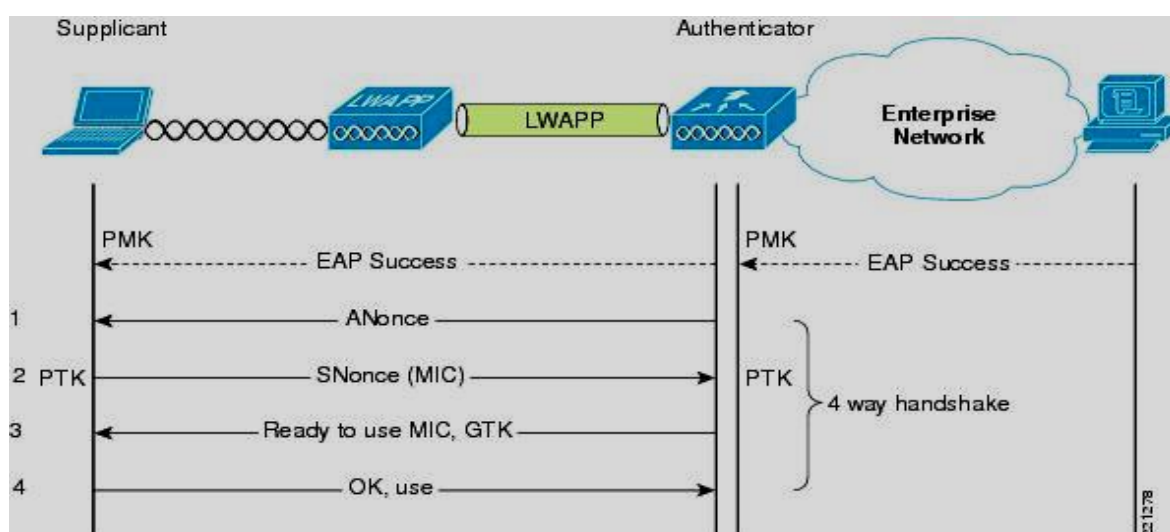 Supplicant
Authenticator
LWAPP
LWAPP
Enterprise
Network
PMK
PMK
EAP Success
EAP Success
1
ANonce
2 PTK
SNonce (MIC)
PTK
4 way handshake
3
Ready to use MIC, GTK
4
OK, use